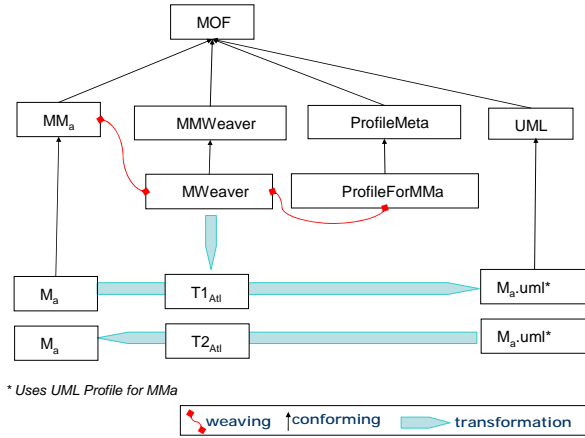 MOF
MMₐ
MMWeaver
ProfileMeta
UML
MWeaver
ProfileForMMa
Mₐ
T1Atl
Mₐ.uml*
Mₐ
T2Atl
Mₐ.uml*
* Uses UML Profile for MMa
weaving conforming transformation